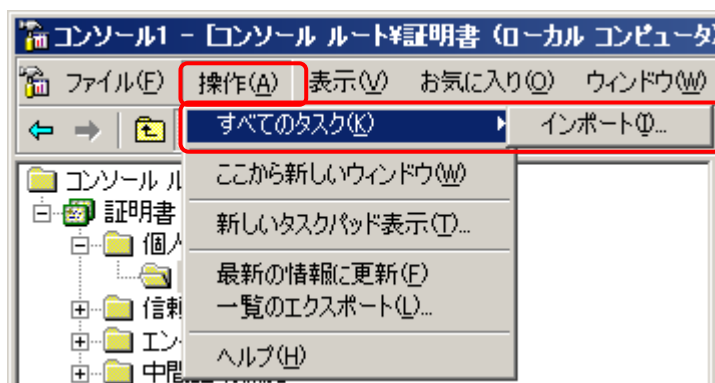 コンソール1 - [コンソール ルート¥証明書 (ローカル コンピュータ)
ファイル(F) 操作(A) 表示(V) お気に入り(O) ウィンドウ(W)
すべてのタスク(K) インポート(I)...
ここから新しいウィンドウ(W)
新しいタスクパッド表示(T)...
最新の情報に更新(F)
一覧のエクスポート(L)...
ヘルプ(H)
コンソール ル
証明書
個人
信頼
エン
中間